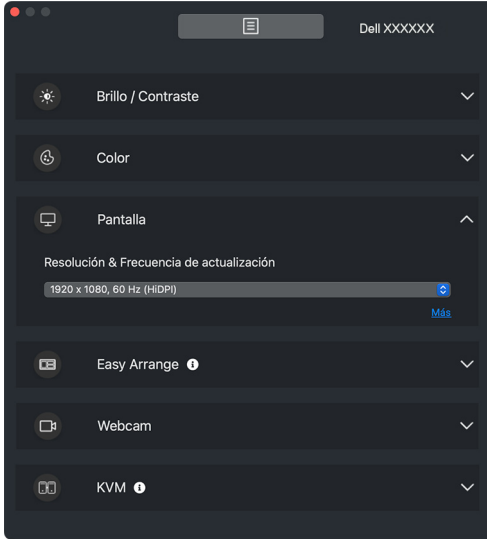 Dell XXXXXX
Brillo / Contraste
Color
Pantalla
Resolución & Frecuencia de actualización
1920 x 1080, 60 Hz (HiDPI)
Más
Easy Arrange
Webcam
KVM